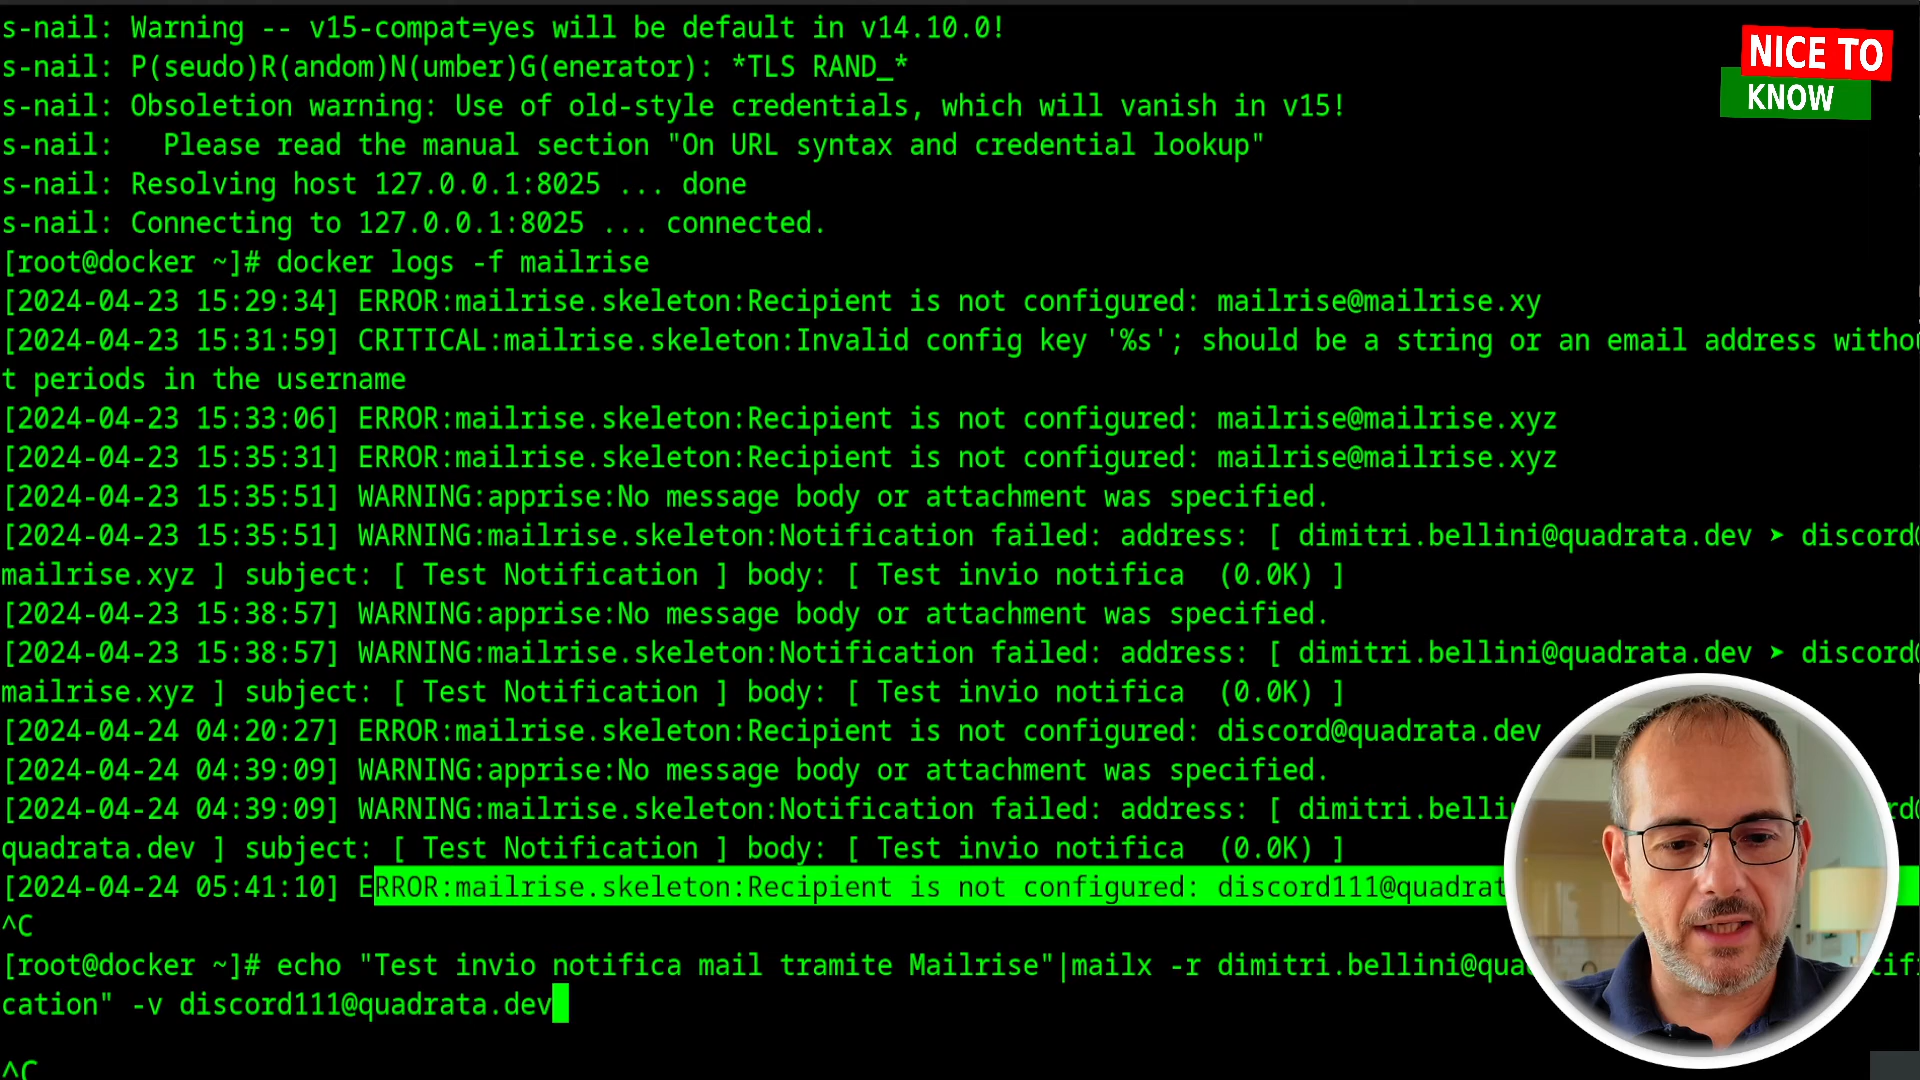 s-nail: Warning -- v15-compat=yes will be default in v14.10.0!
s-nail: P(seudo)R(andom)N(umber)G(enerator): *TLS RAND_*
s-nail: Obsoletion warning: Use of old-style credentials, which will vanish in v15!
s-nail:   Please read the manual section "On URL syntax and credential lookup"
s-nail: Resolving host 127.0.0.1:8025 ... done
s-nail: Connecting to 127.0.0.1:8025 ... connected.
[root@docker ~]# docker logs -f mailrise
[2024-04-23 15:29:34] ERROR:mailrise.skeleton:Recipient is not configured: mailrise@mailrise.xy
[2024-04-23 15:31:59] CRITICAL:mailrise.skeleton:Invalid config key '%s'; should be a string or an email address withou
t periods in the username
[2024-04-23 15:33:06] ERROR:mailrise.skeleton:Recipient is not configured: mailrise@mailrise.xyz
[2024-04-23 15:35:31] ERROR:mailrise.skeleton:Recipient is not configured: mailrise@mailrise.xyz
[2024-04-23 15:35:51] WARNING:apprise:No message body or attachment was specified.
[2024-04-23 15:35:51] WARNING:mailrise.skeleton:Notification failed: address: [ dimitri.bellini@quadrata.dev ➤ discord@
mailrise.xyz ] subject: [ Test Notification ] body: [ Test invio notifica  (0.0K) ]
[2024-04-23 15:38:57] WARNING:apprise:No message body or attachment was specified.
[2024-04-23 15:38:57] WARNING:mailrise.skeleton:Notification failed: address: [ dimitri.bellini@quadrata.dev ➤ discord@
mailrise.xyz ] subject: [ Test Notification ] body: [ Test invio notifica  (0.0K) ]
[2024-04-24 04:20:27] ERROR:mailrise.skeleton:Recipient is not configured: discord@quadrata.dev
[2024-04-24 04:39:09] WARNING:apprise:No message body or attachment was specified.
[2024-04-24 04:39:09] WARNING:mailrise.skeleton:Notification failed: address: [
quadrata.dev ] subject: [ Test Notification ] body: [ Test invio notifica  (0.0K) ]
[2024-04-24 05:41:10] ERROR:mailrise.skeleton:Recipient is not configured:
^C
[root@docker ~]# echo "Test invio notifica mail tramite Mailrise"|mailx -r
cation" -v discord111@quadrata.dev
^C
NICE TO
KNOW